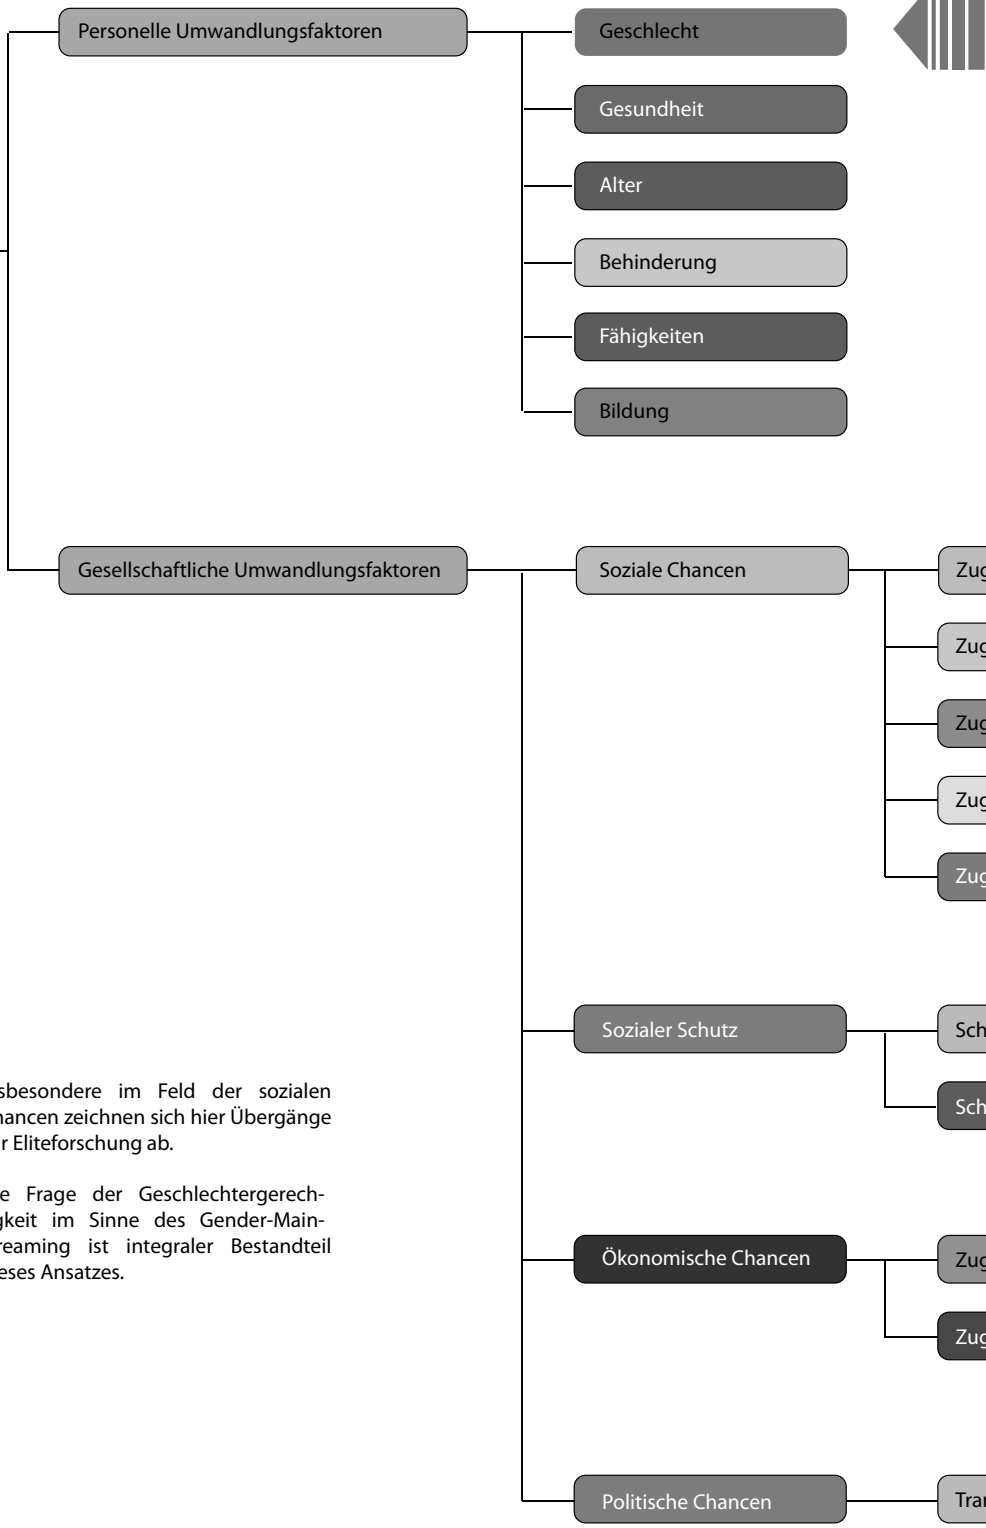 Personelle Umwandlungsfaktoren
Geschlecht
Gesundheit
Alter
Behinderung
Fähigkeiten
Bildung
Gesellschaftliche Umwandlungsfaktoren
Soziale Chancen
Sozialer Schutz
Ökonomische Chancen
Politische Chancen
im Feld der sozialen
zeichnen sich hier Übergänge
Eliteforschung ab.
Frage der Geschlechtergerech-
im Sinne des Gender-Main-
ist integraler Bestandteil
Ansatzes.